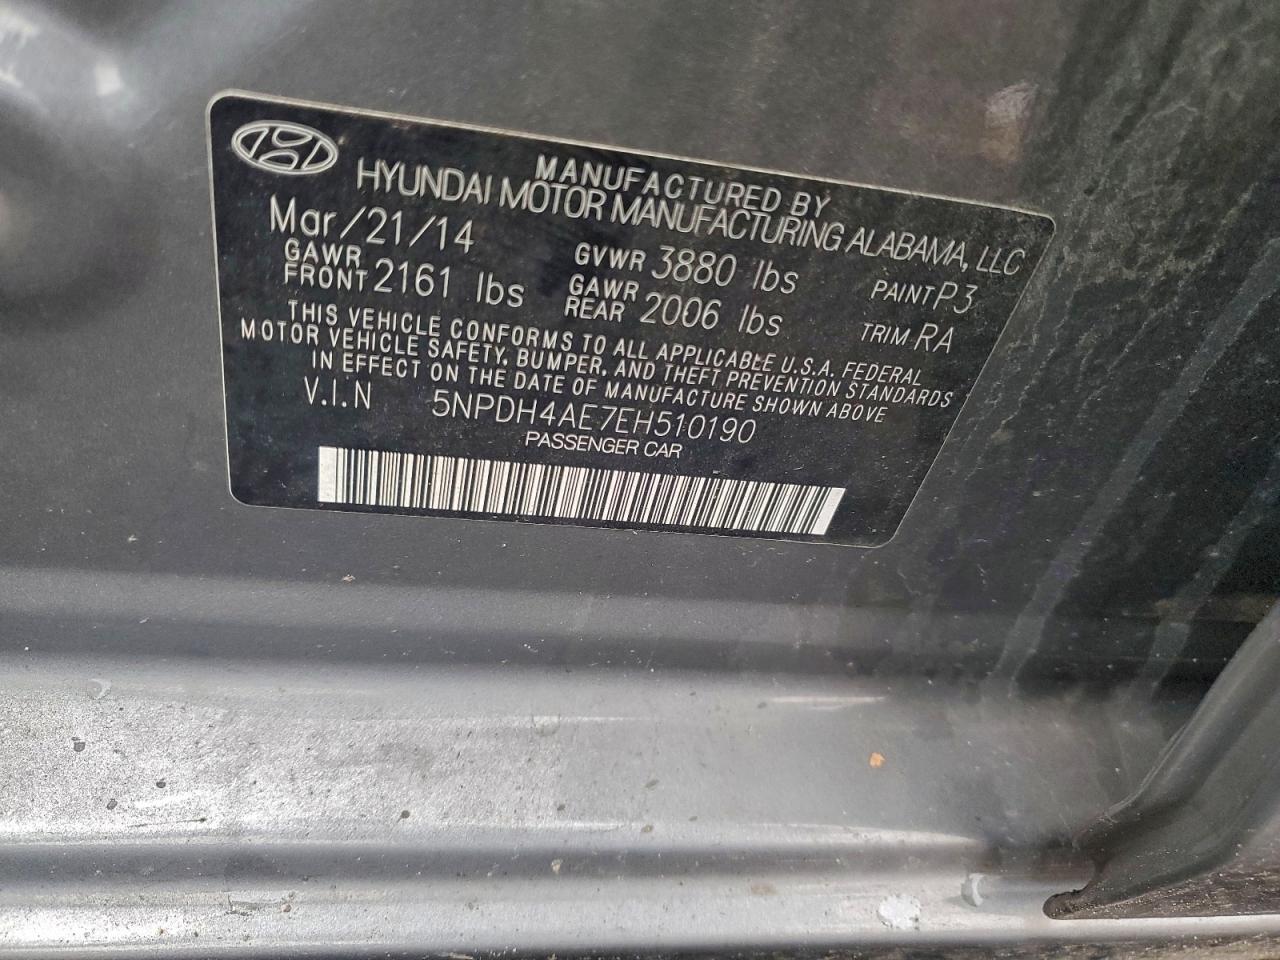 MANUFACTURED BY
HYUNDAI MOTOR MANUFACTURING ALABAMA, LLC
Mar/21/14 GVWR 3880 lbs PAINT P3
GAWR FRONT 2161 lbs GAWR REAR 2006 lbs TRIM RA
THIS VEHICLE CONFORMS TO ALL APPLICABLE U.S.A. FEDERAL
MOTOR VEHICLE SAFETY, BUMPER, AND THEFT PREVENTION STANDARDS
IN EFFECT ON THE DATE OF MANUFACTURE SHOWN ABOVE
V.I.N 5NPDH4AE7EH510190
PASSENGER CAR